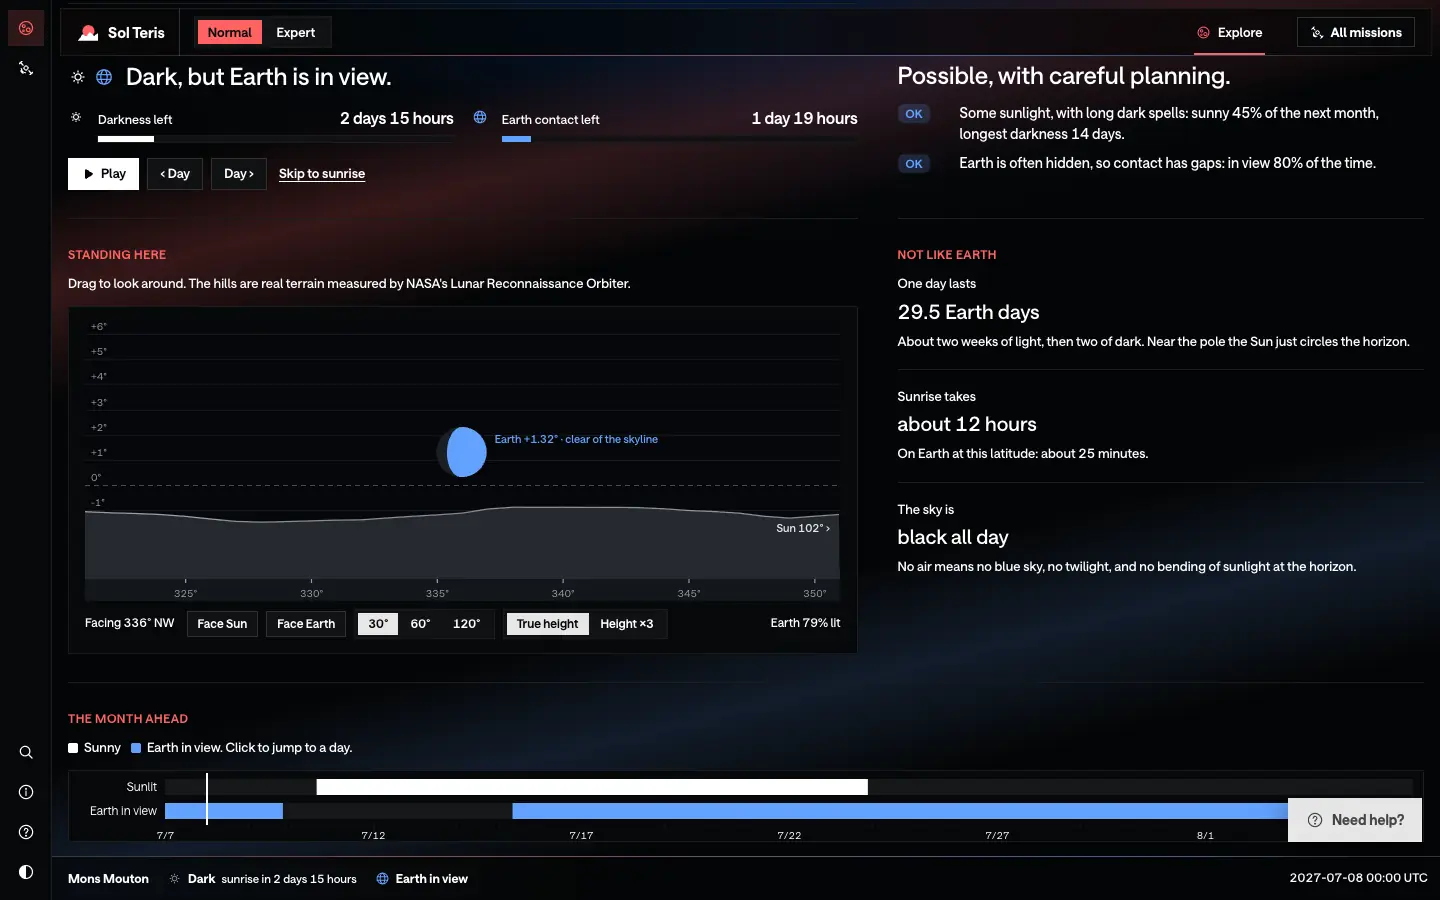 Sol Teris
Normal
Expert
Explore
All missions
Dark, but Earth is in view.
Darkness left
2 days 15 hours
Earth contact left
1 day 19 hours
Play
‹ Day
Day ›
Skip to sunrise
Possible, with careful planning.
OK
Some sunlight, with long dark spells: sunny 45% of the next month,
longest darkness 14 days.
OK
Earth is often hidden, so contact has gaps: in view 80% of the time.
STANDING HERE
Drag to look around. The hills are real terrain measured by NASA's Lunar Reconnaissance Orbiter.
+6°
+5°
+4°
+3°
+2°
+1°
0°
-1°
Earth +1.32° · clear of the skyline
Sun 102° ›
325°
330°
335°
340°
345°
350°
Facing 336° NW
Face Sun
Face Earth
30°
60°
120°
True height
Height ×3
Earth 79% lit
NOT LIKE EARTH
One day lasts
29.5 Earth days
About two weeks of light, then two of dark. Near the pole the Sun just circles the horizon.
Sunrise takes
about 12 hours
On Earth at this latitude: about 25 minutes.
The sky is
black all day
No air means no blue sky, no twilight, and no bending of sunlight at the horizon.
THE MONTH AHEAD
Sunny
Earth in view. Click to jump to a day.
Sunlit
Earth in view
7/7
7/12
7/17
7/22
7/27
8/1
Need help?
Mons Mouton
Dark sunrise in 2 days 15 hours
Earth in view
2027-07-08 00:00 UTC